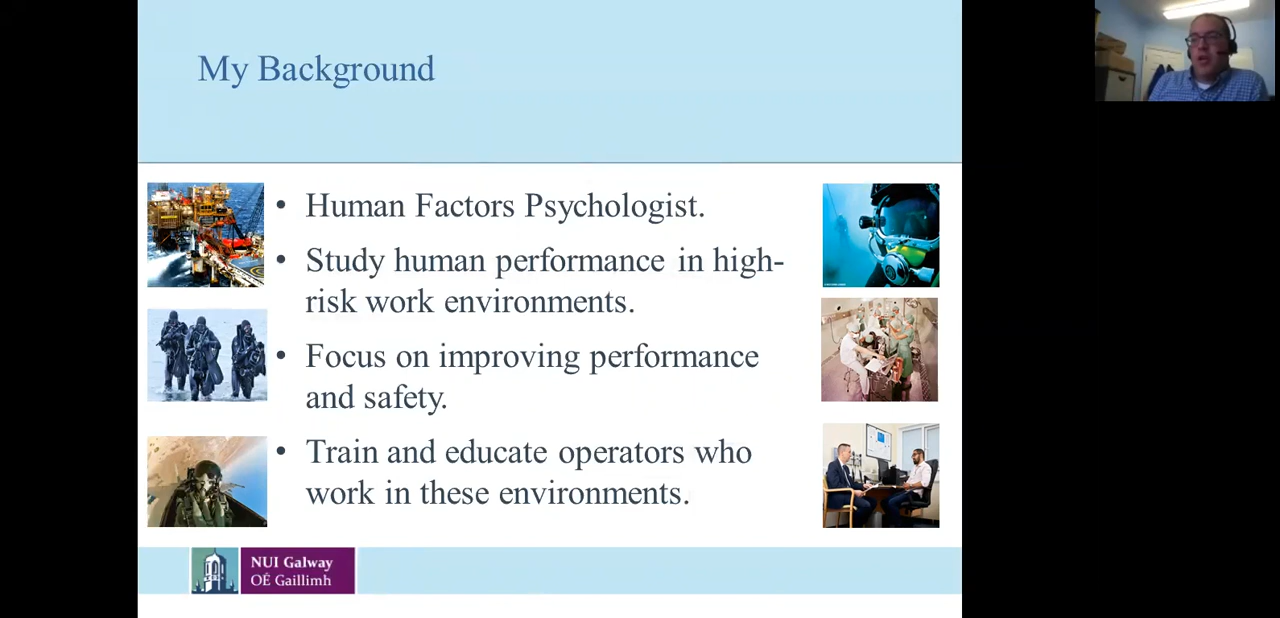 My Background
• Human Factors Psychologist.
• Study human performance in high-
risk work environments.
• Focus on improving performance
and safety.
• Train and educate operators who
work in these environments.
NUI Galway
OÉ Gaillimh